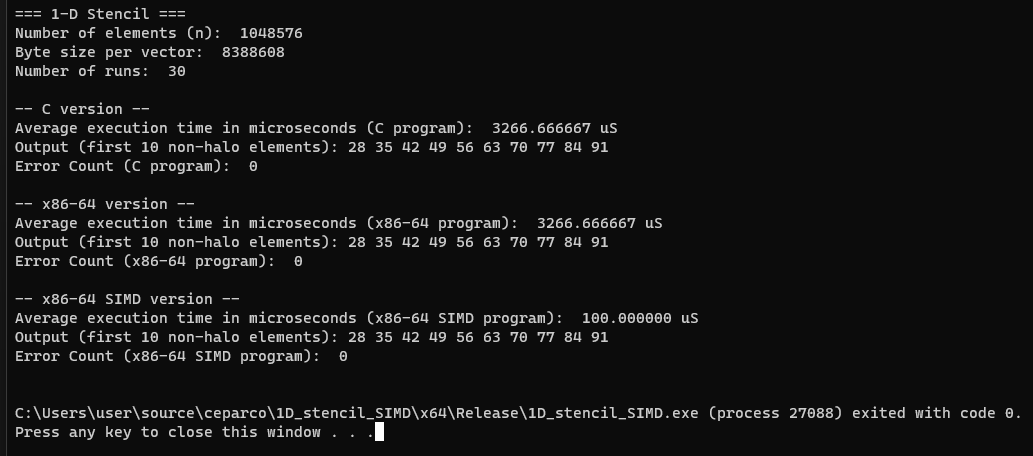 === 1-D Stencil ===
Number of elements (n):  1048576
Byte size per vector:  8388608
Number of runs:  30
-- C version --
Average execution time in microseconds (C program):  3266.666667 uS
Output (first 10 non-halo elements): 28 35 42 49 56 63 70 77 84 91
Error Count (C program):  0
-- x86-64 version --
Average execution time in microseconds (x86-64 program):  3266.666667 uS
Output (first 10 non-halo elements): 28 35 42 49 56 63 70 77 84 91
Error Count (x86-64 program):  0
-- x86-64 SIMD version --
Average execution time in microseconds (x86-64 SIMD program):  100.000000 uS
Output (first 10 non-halo elements): 28 35 42 49 56 63 70 77 84 91
Error Count (x86-64 SIMD program):  0
C:\Users\user\source\ceparco\1D_stencil_SIMD\x64\Release\1D_stencil_SIMD.exe (process 27088) exited with code 0.
Press any key to close this window . . .